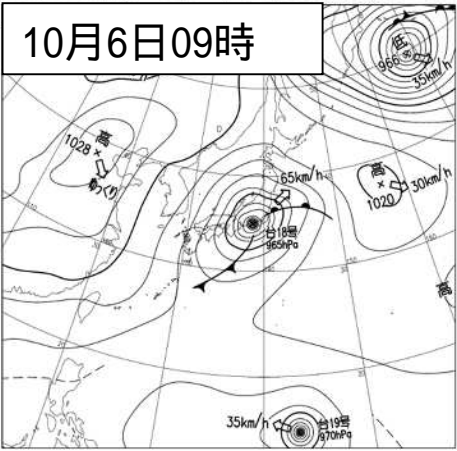 10月6日09時
低
966
35km/h
高
1028
ゆっくり
65km/h
高
1020
30km/h
台18号
965hPa
高
35km/h
台19号
970hPa